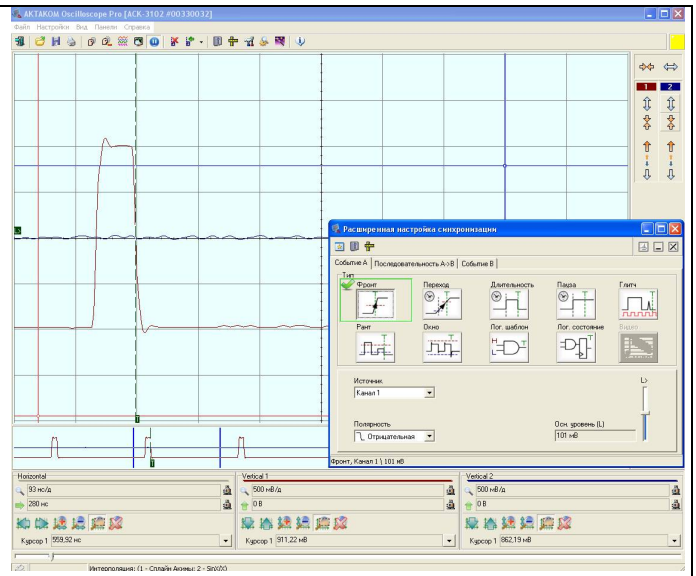 AKTAKOM Oscilloscope Pro [ACK-3102 #00330032]
Файл Настройки Вид Панели Справка
1 2
Расширенная настройка синхронизации
Событие A Последовательность A->B Событие B
Тип
Фронт Переход Длительность Пауза Глитч
Рант Окно Лог. шаблон Лог. состояние Видео
Источник L>
Канал 1
Полярность Осн. уровень (L)
Отрицательная 101 мВ
Фронт, Канал 1 \ 101 мВ
Horizontal Vertical 1 Vertical 2
93 нс/д 500 мВ/д 500 мВ/д
280 нс 0 В 0 В
Курсор 1 559,92 нс Курсор 1 911,22 мВ Курсор 1 862,19 мВ
Интерполяция: (1 - Сплайн Акимы; 2 - Sin(X)/X)